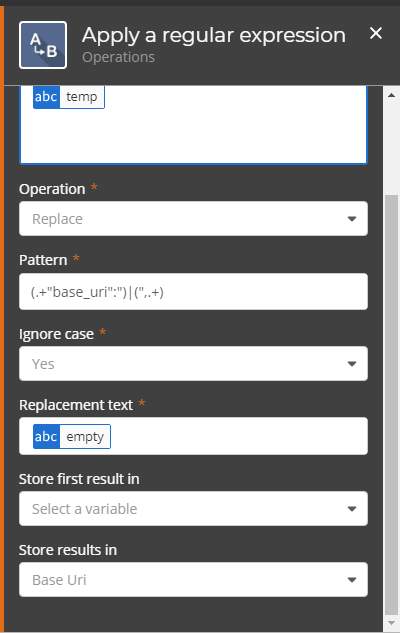 A
B
Apply a regular expression
Operations
abc temp
Operation *
Replace
Pattern *
(.+"base_uri":")|(",.+)
Ignore case *
Yes
Replacement text *
abc empty
Store first result in
Select a variable
Store results in
Base Uri